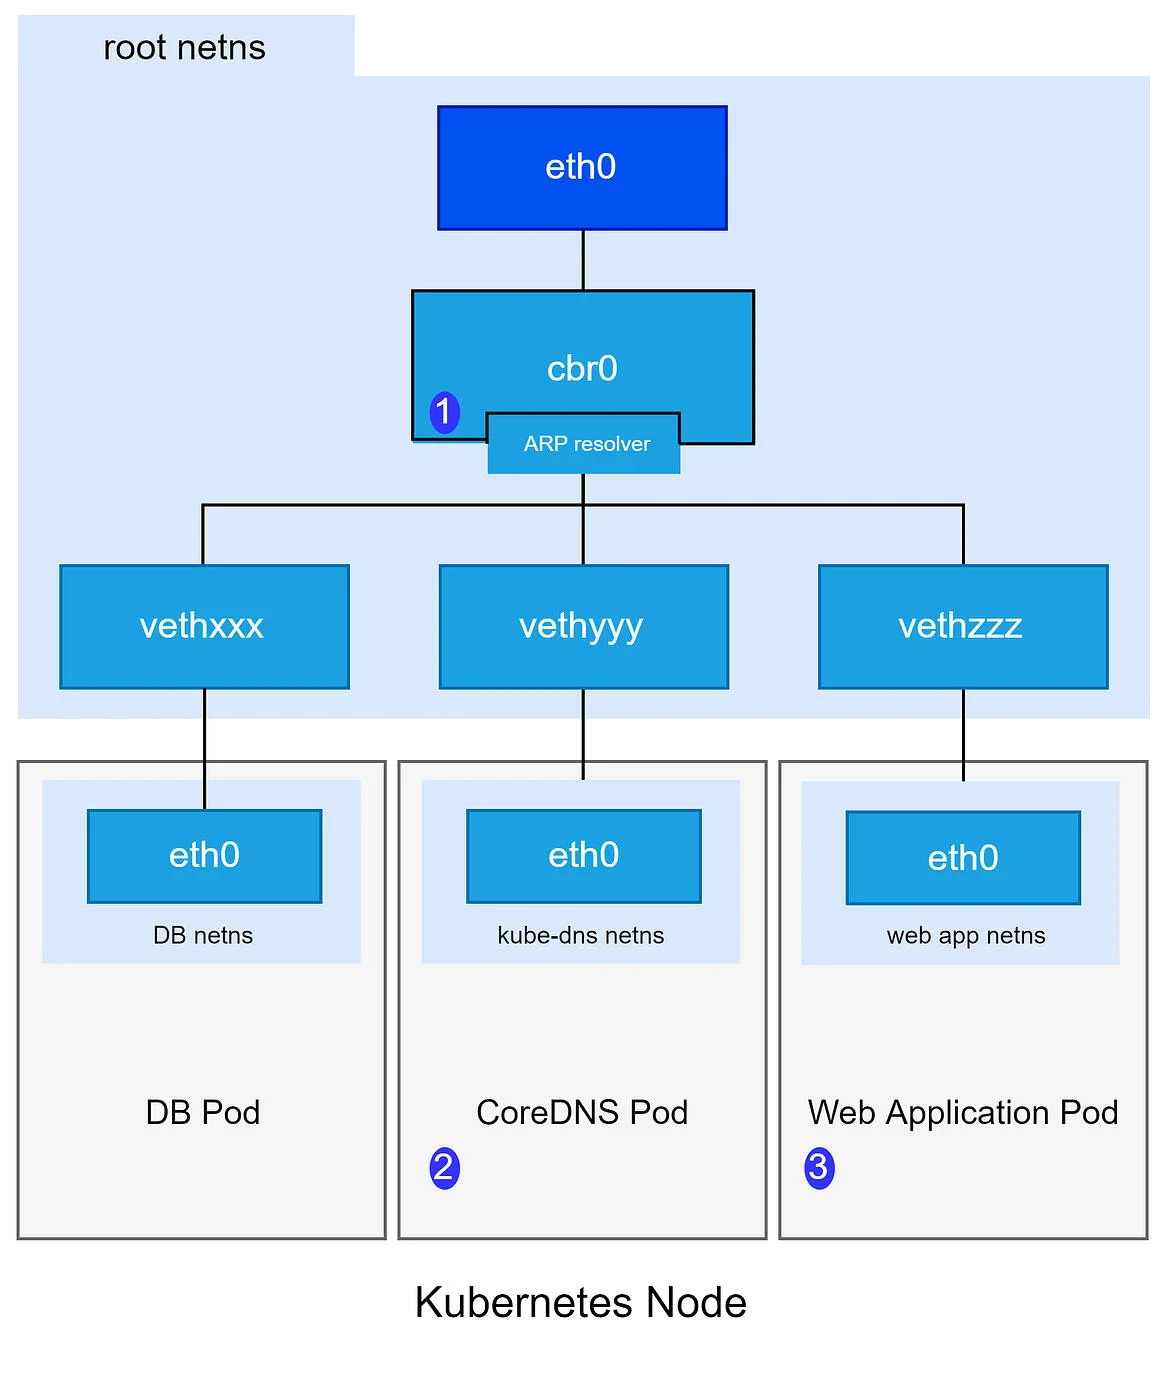 root netns
eth0
cbr0
1
ARP resolver
vethxxx
vethyyy
vethzzz
eth0
eth0
eth0
DB netns
kube-dns netns
web app netns
DB Pod
CoreDNS Pod
Web Application Pod
2
3
Kubernetes Node